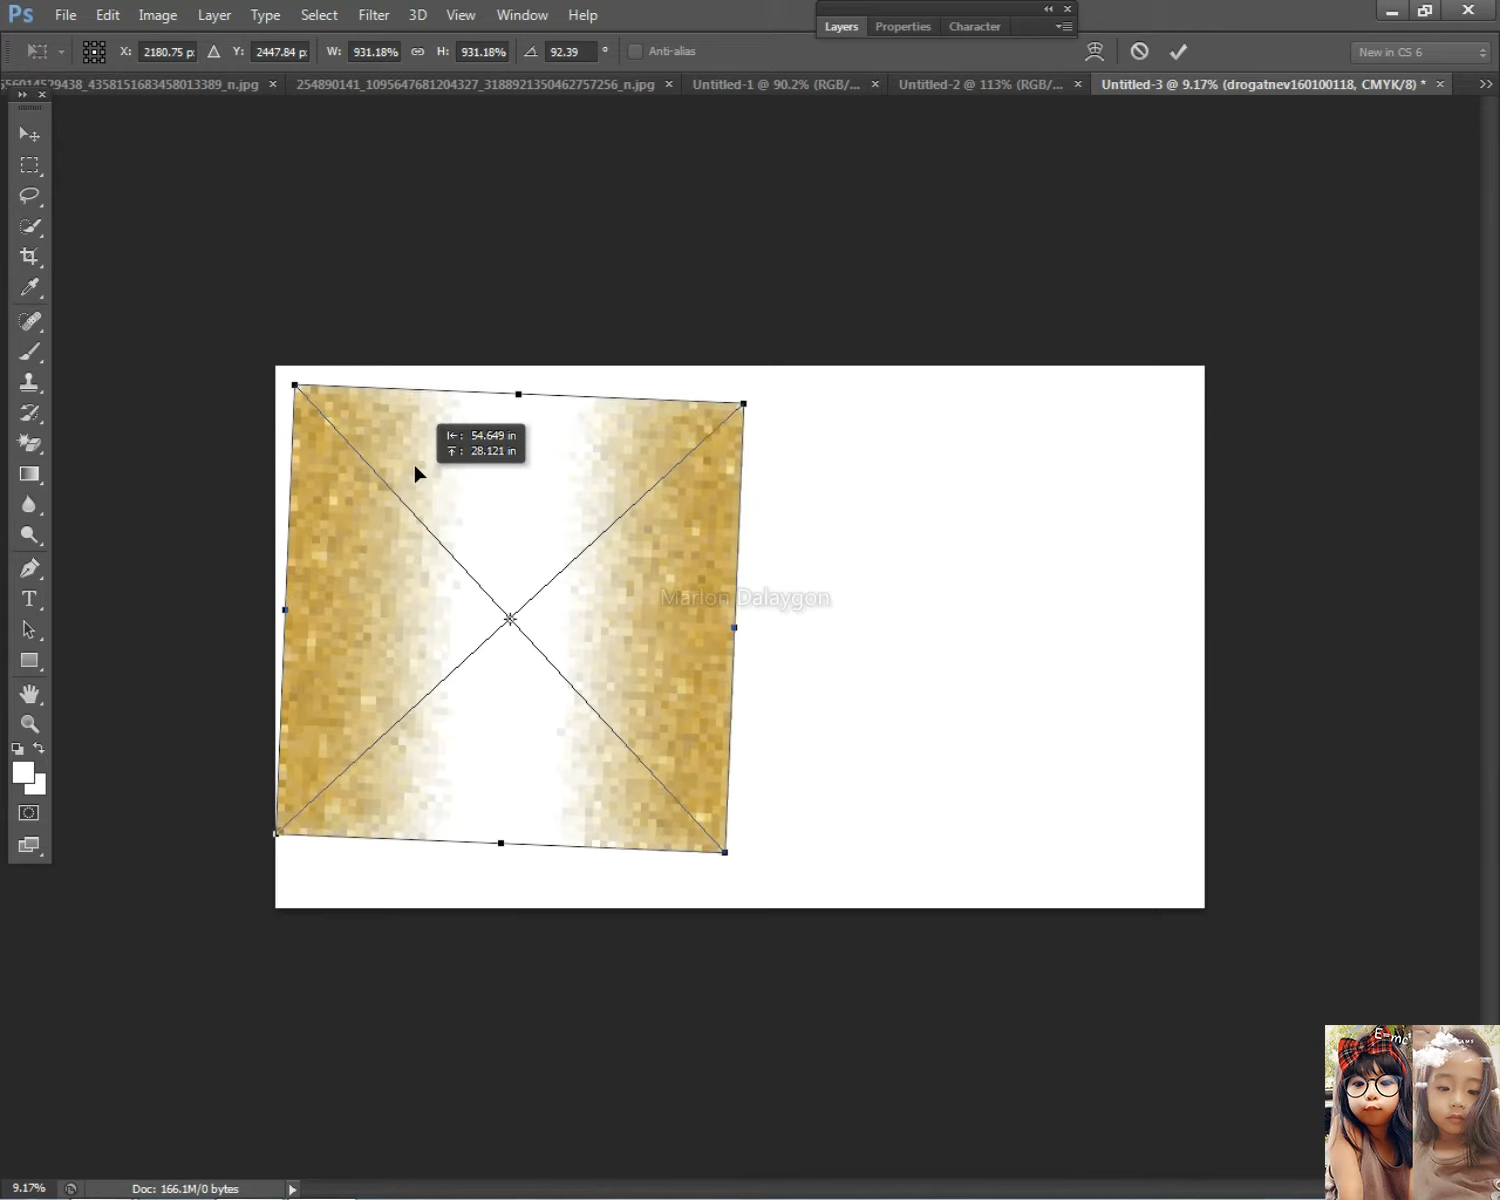 Ps File Edit Image Layer Type Select Filter 3D View Window Help
Layers Properties Character
X: 2180.75 p: Y: 2447.84 p: W: 931.18% H: 931.18% 92.39 ° Anti-alias New in CS 6
556014529438_4358151683458013389_n.jpg × 254890141_1095647681204327_3188921350462757256_n.jpg × Untitled-1 @ 90.2% (RGB/... × Untitled-2 @ 113% (RGB/... × Untitled-3 @ 9.17% (drogatnev160100118, CMYK/8) * ×
54.649 in
28.121 in
Marlon Dalaygon
T
E=mc
9.17% Doc: 166.1M/0 bytes